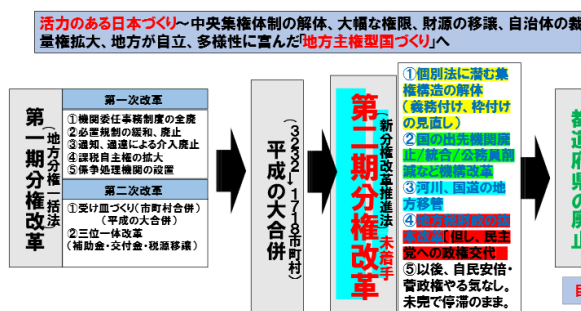 活力のある日本づくり～中央集権体制の解体、大幅な権限、財源の移譲、自治体の裁
量権拡大、地方が自立、多様性に富んだ「地方主権型国づくり」へ
第一期分権改革
(地方分権一括法)
第一次改革
①機関委任事務制度の全廃
②必置規制の緩和、廃止
③通知、通達による介入廃止
④課税自主権の拡大
⑤係争処理機関の設置
第二次改革
①受け皿づくり(市町村合併)
(平成の大合併)
②三位一体改革
(補助金・交付金・税源移譲)
平成の大合併
(3232↓1718市町村)
第二期分権改革
(新分権改革推進法)未着手
①個別法に潜む集
権構造の解体
(義務付け、枠付け
の見直し)
②国の出先機関廃
止/統合/公務員削
減など機構改革
③河川、国道の地
方移管
④地方税財政の抜
本改革【但し、民主
党への政権交代
⑤以後、自民安倍・
菅政権やる気なし。
未完で停滞のまま。
都道府県の廃止